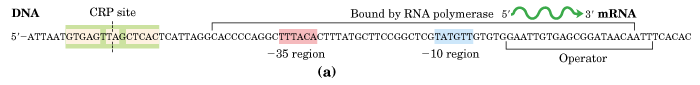 DNA CRP site Bound by RNA polymerase 5′ 3′ mRNA
5′–ATTAATGTGAGTTAGCTCACTCATTAGGCACCCCAGGCTTTACACTTTATGCTTCCGGCTCGTATGTTGTGTGGAATTGTGAGCGGATAACAATTTCACAC
−35 region −10 region Operator
(a)